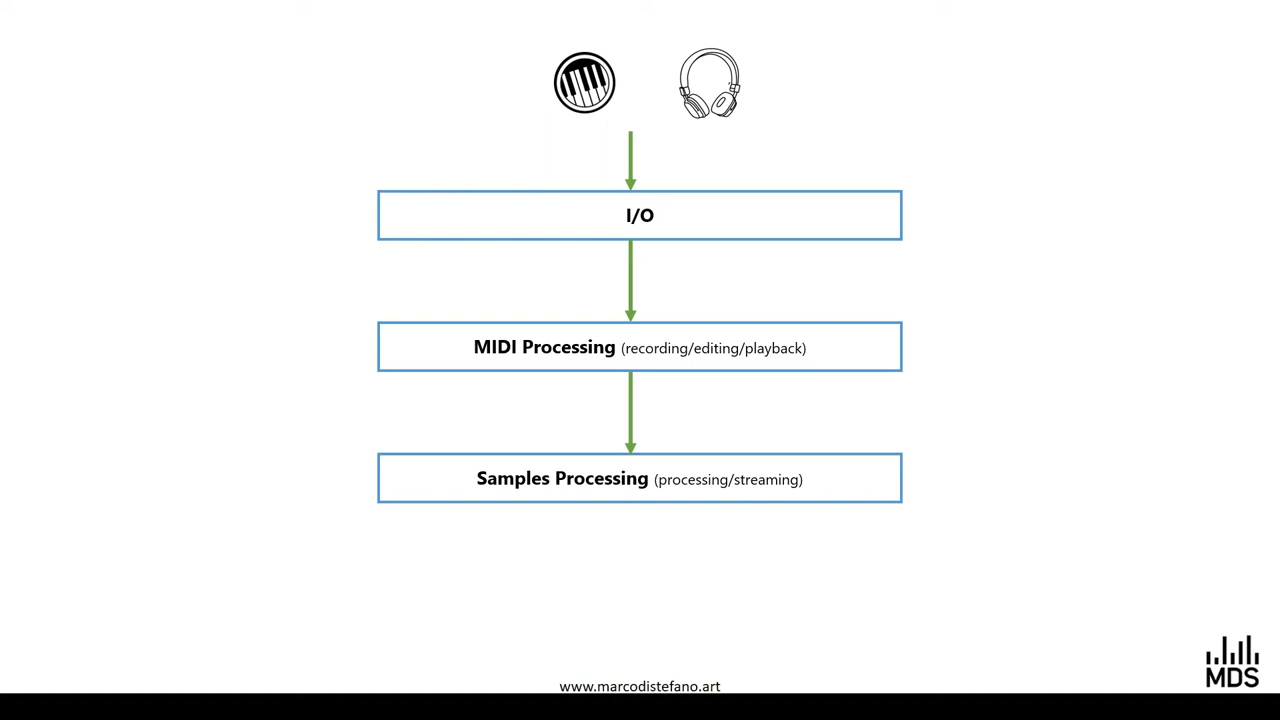 I/O
MIDI Processing (recording/editing/playback)
Samples Processing (processing/streaming)
MDS
www.marcodistefano.art